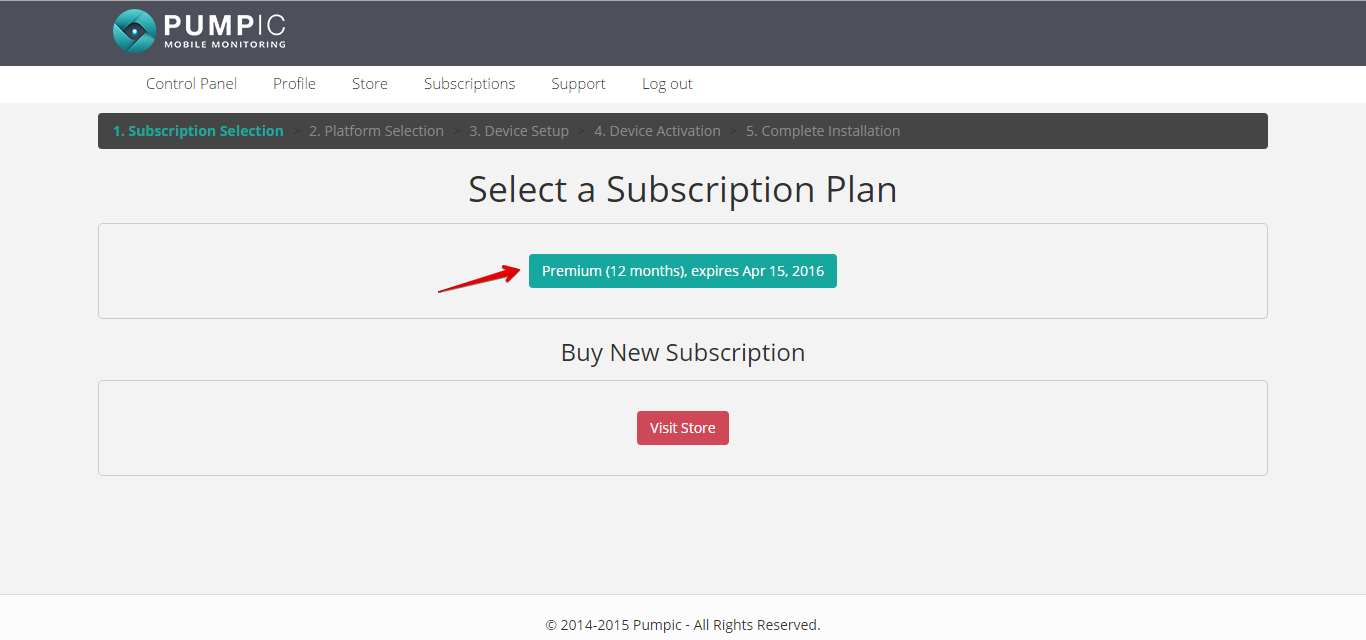 PUMPIC
MOBILE MONITORING
Control Panel Profile Store Subscriptions Support Log out
1. Subscription Selection > 2. Platform Selection > 3. Device Setup > 4. Device Activation > 5. Complete Installation
Select a Subscription Plan
Premium (12 months), expires Apr 15, 2016
Buy New Subscription
Visit Store
© 2014-2015 Pumpic - All Rights Reserved.